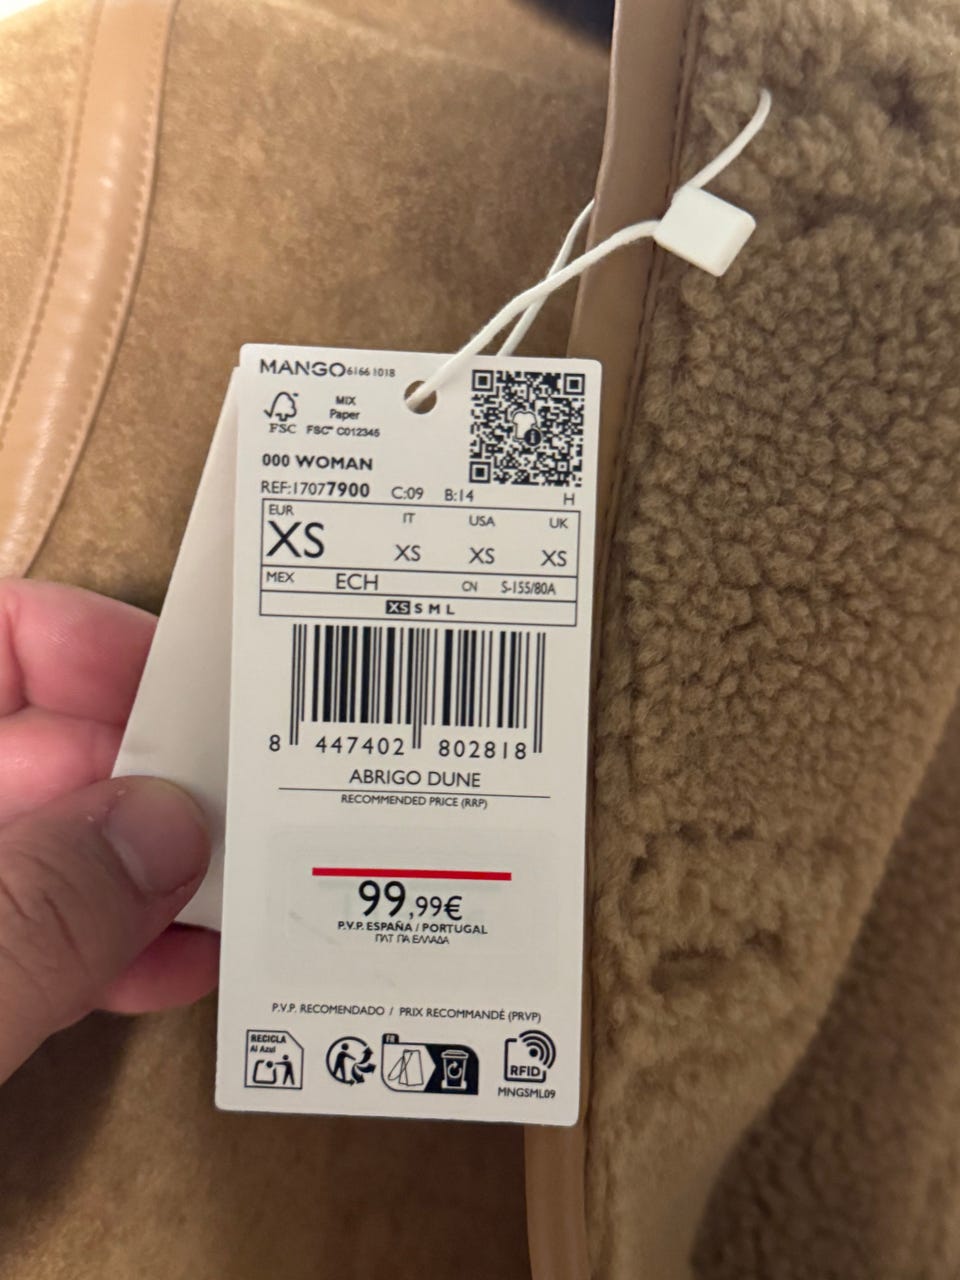 MANGO 6166 1018
MIX
Paper
FSC FSC™ C012345
000 WOMAN
REF:17077900 C:09 B:14 H
EUR IT USA UK
XS XS XS XS
MEX ECH CN S-155/80A
XS S M L
8 447402 802818
ABRIGO DUNE
RECOMMENDED PRICE (RRP)
99,99€
P.V.P. ESPAÑA / PORTUGAL
ΠΛΤ ΓΙΑ ΕΛΛΑΔΑ
P.V.P. RECOMENDADO / PRIX RECOMMANDÉ (PRVP)
RECICLA
Al Azul
FR
RFID
MNGSML09